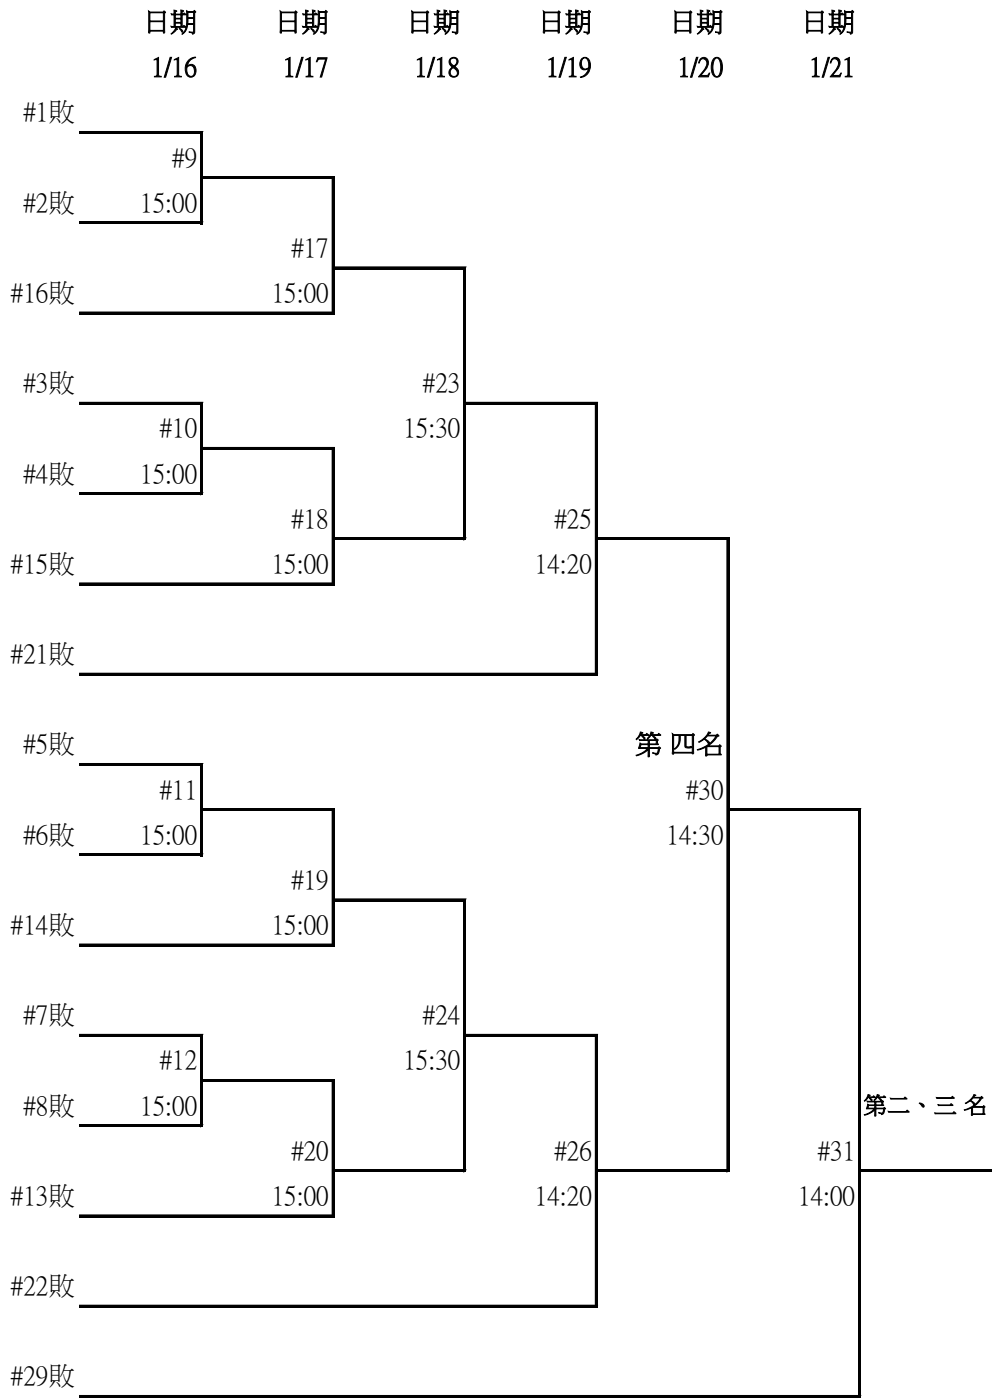 日期 日期 日期 日期 日期 日期
1/16 1/17 1/18 1/19 1/20 1/21
#1敗
#9
#2敗 15:00
#17
#16敗 15:00
#3敗 #23
#10 15:30
#4敗 15:00
#18 #25
#15敗 15:00 14:20
#21敗
#5敗 第 四名
#11 #30
#6敗 15:00 14:30
#19
#14敗 15:00
#7敗 #24
#12 15:30
#8敗 15:00 第二、三 名
#20 #26 #31
#13敗 15:00 14:20 14:00
#22敗
#29敗